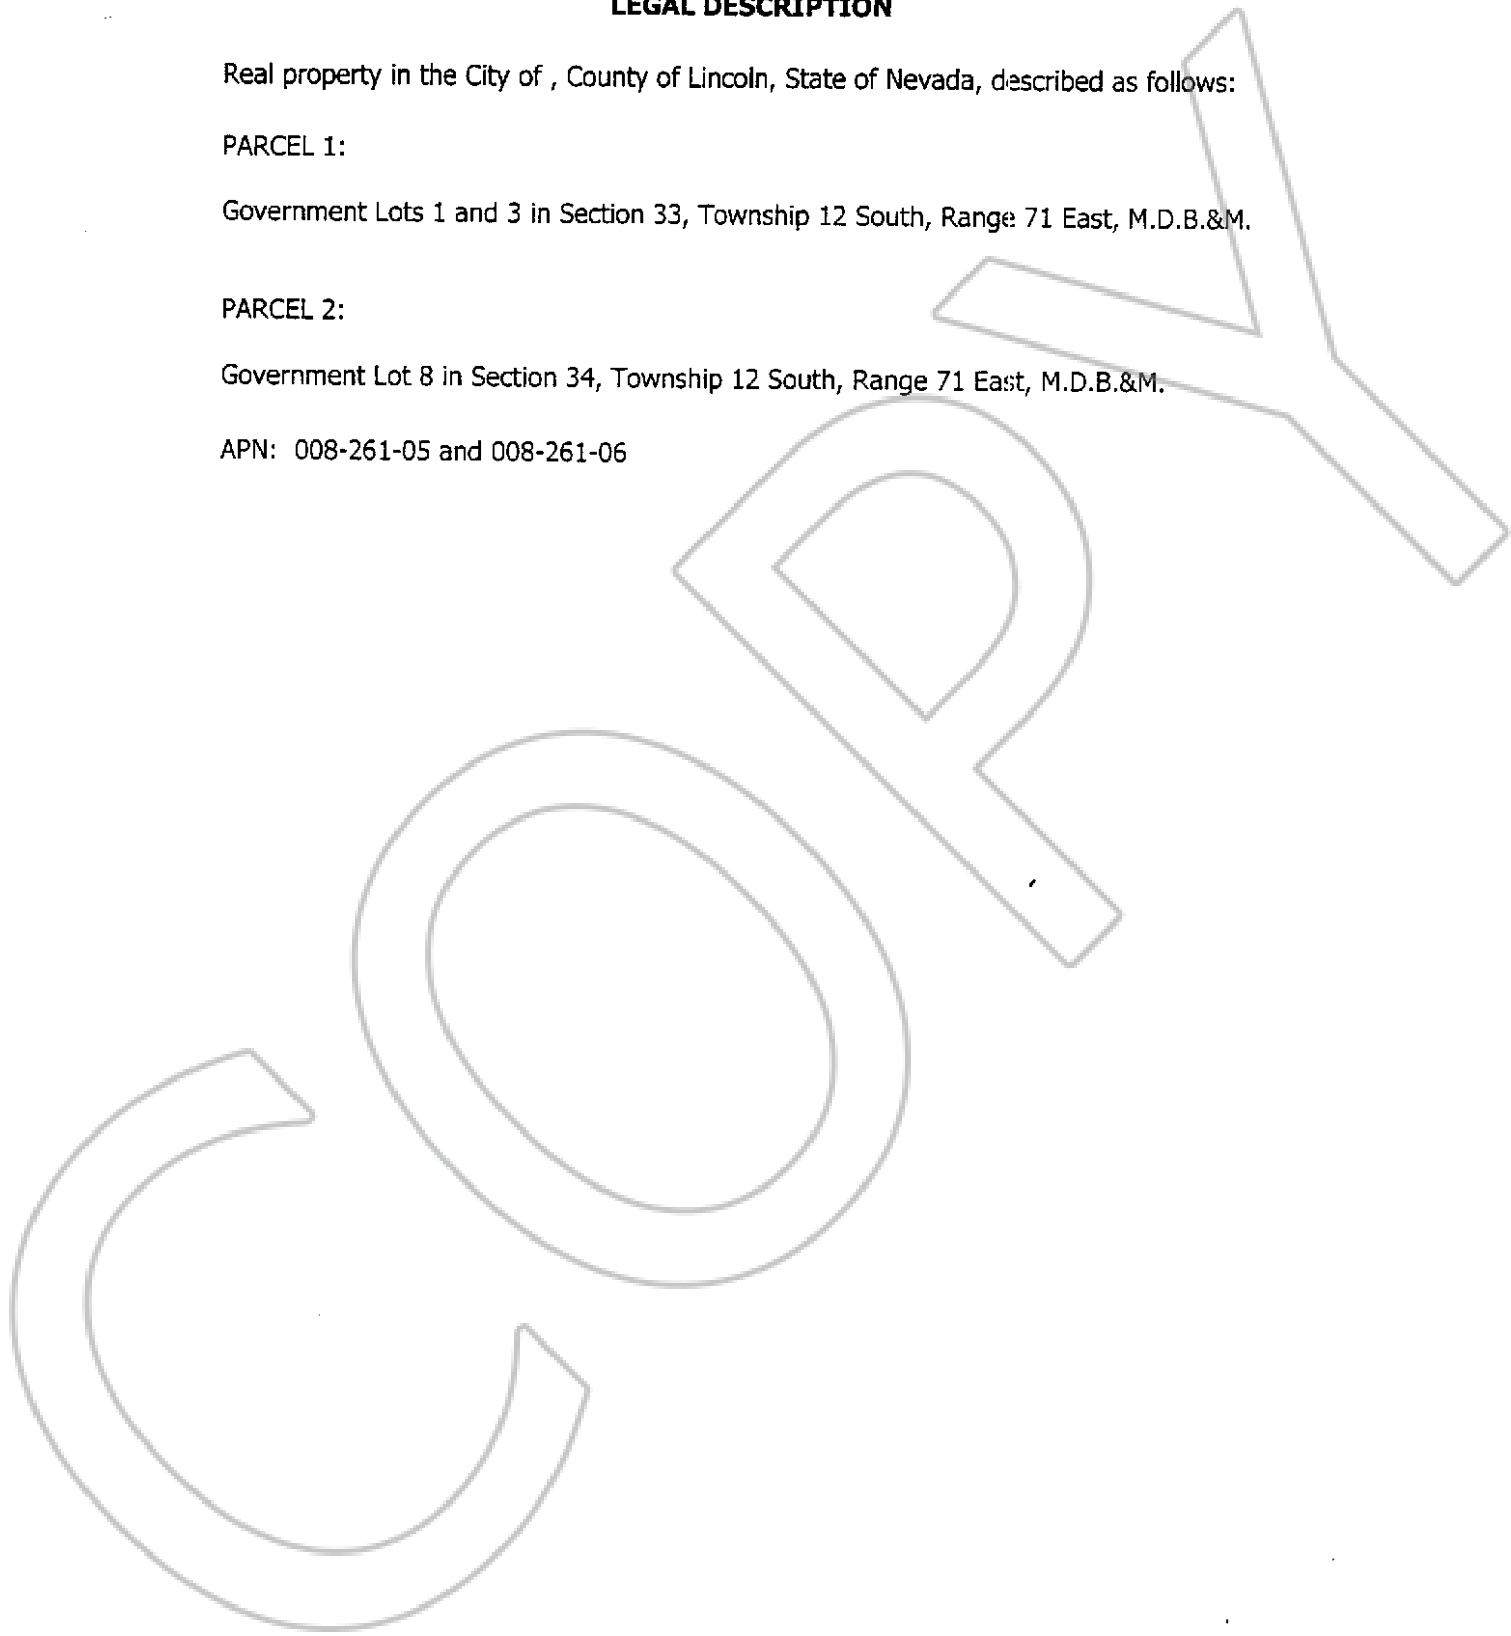 LEGAL DESCRIPTION
Real property in the City of , County of Lincoln, State of Nevada, described as follows:
PARCEL 1:
Government Lots 1 and 3 in Section 33, Township 12 South, Range 71 East, M.D.B.&M.
PARCEL 2:
Government Lot 8 in Section 34, Township 12 South, Range 71 East, M.D.B.&M.
APN: 008-261-05 and 008-261-06
COPY